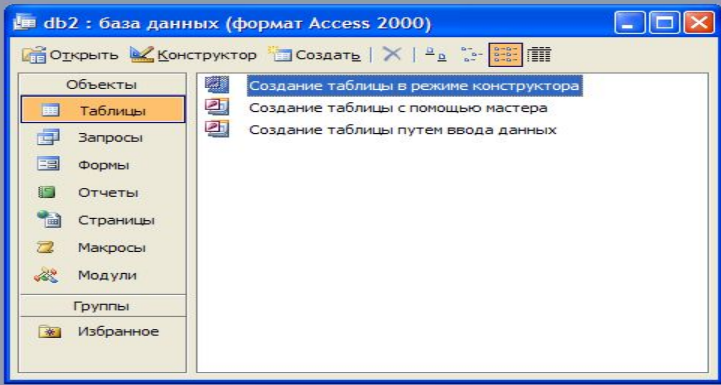 db2 : база данных (формат Access 2000)
Открыть Конструктор Создать
Объекты
Таблицы
Запросы
Формы
Отчеты
Страницы
Макросы
Модули
Группы
Избранное
Создание таблицы в режиме конструктора
Создание таблицы с помощью мастера
Создание таблицы путем ввода данных